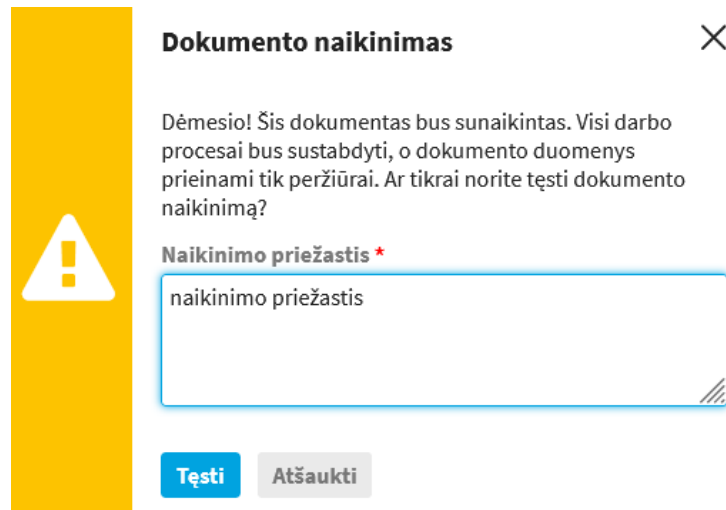 Dokumento naikinimas
Dėmesio! Šis dokumentas bus sunaikintas. Visi darbo
procesai bus sustabdyti, o dokumento duomenys
prieinami tik peržiūrai. Ar tikrai norite tęsti dokumento
naikinimą?
Naikinimo priežastis *
naikinimo priežastis
Tęsti
Atšaukti